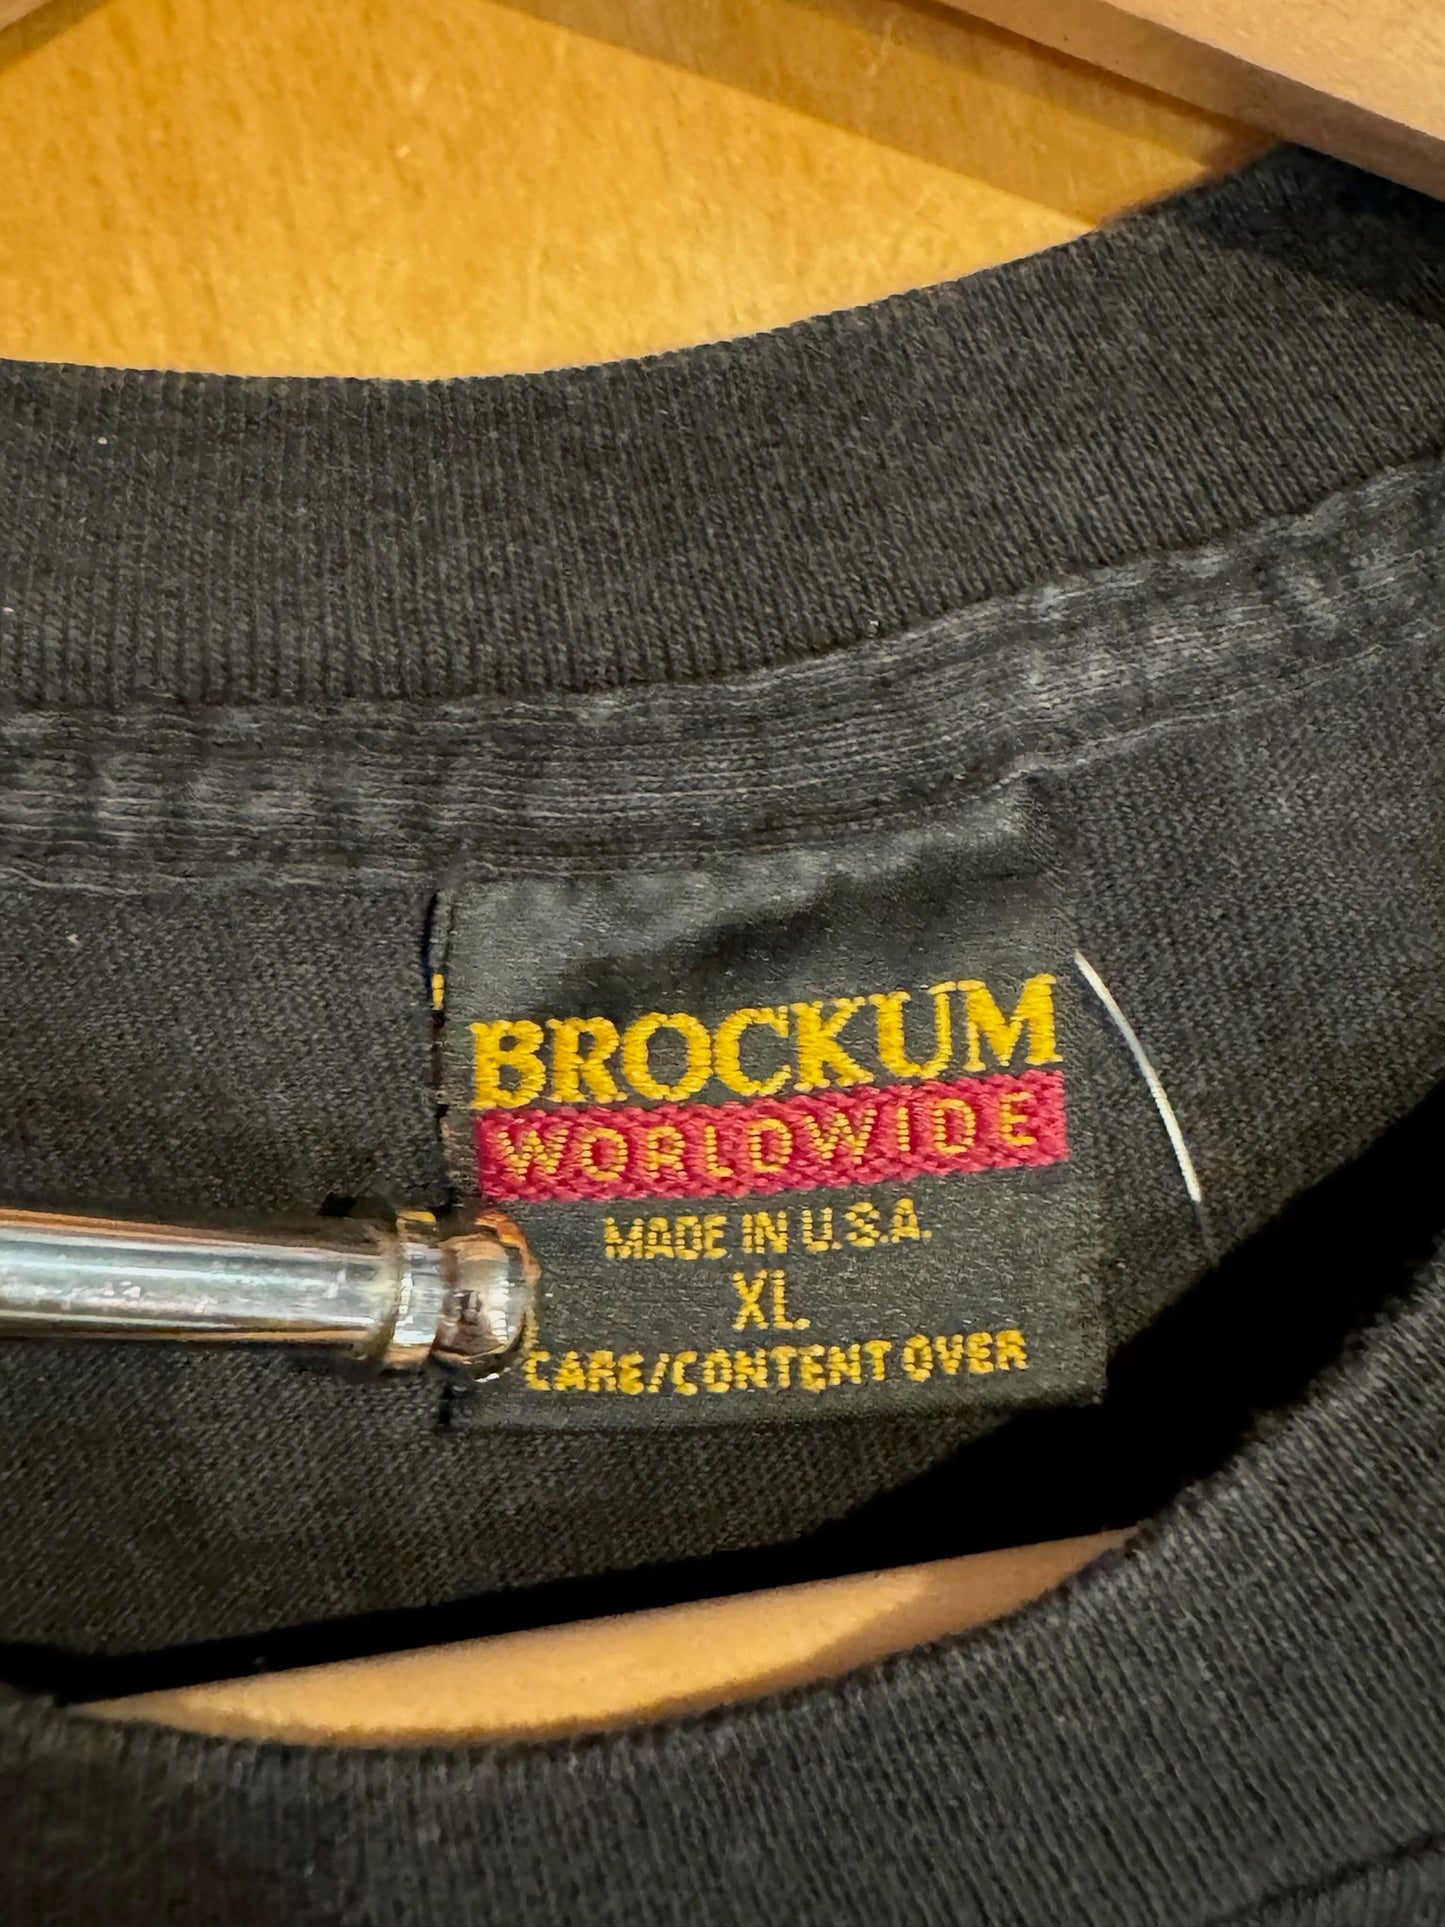 BROCKUM
WORLDWIDE
MADE IN U.S.A.
XL
CARE/CONTENT OVER